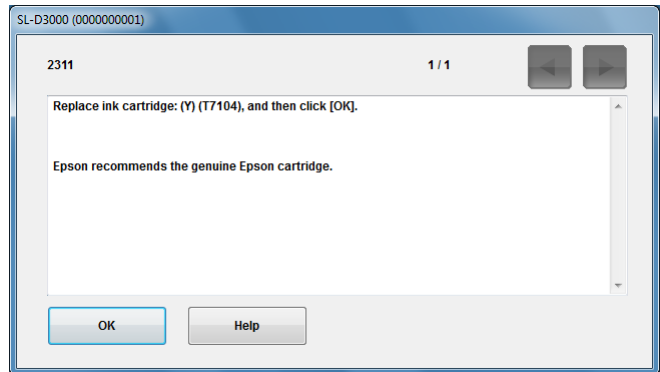 SL-D3000 (0000000001)
2311
1 / 1
Replace ink cartridge: (Y) (T7104), and then click [OK].
Epson recommends the genuine Epson cartridge.
OK
Help